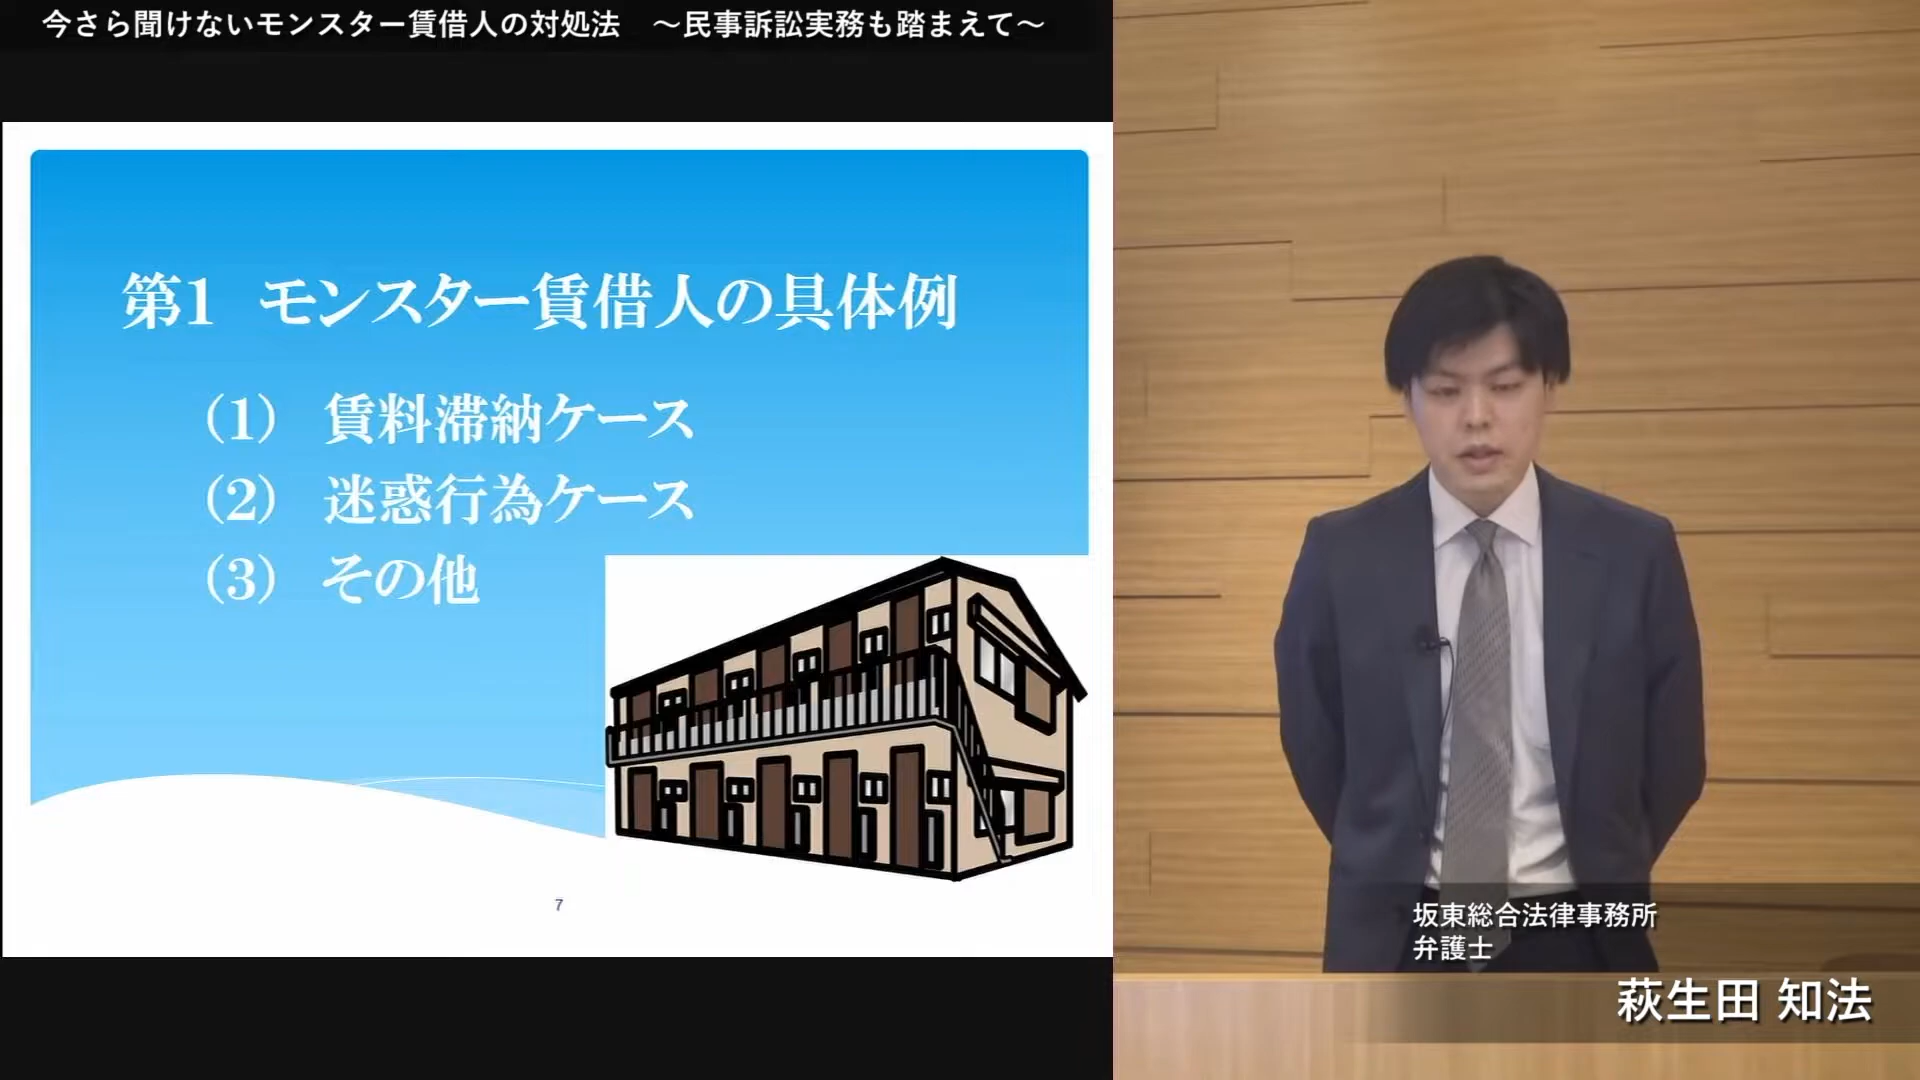 今さら聞けないモンスター賃借人の対処法　～民事訴訟実務も踏まえて～
第1　モンスター賃借人の具体例
（1）　賃料滞納ケース
（2）　迷惑行為ケース
（3）　その他
7
坂東総合法律事務所
弁護士
萩生田 知法